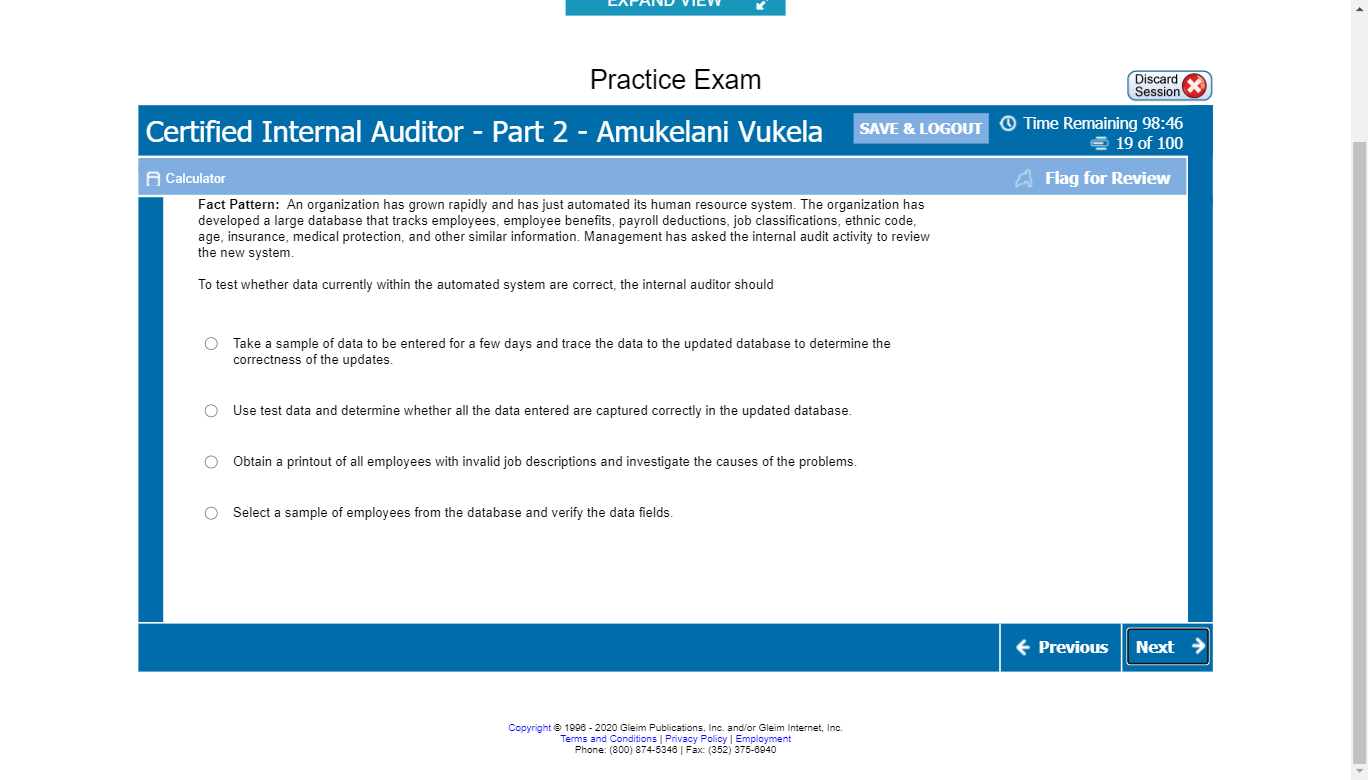 EXPAND VIEW
Practice Exam
Discard
Session
Certified Internal Auditor - Part 2 - Amukelani Vukela
SAVE & LOGOUT
Time Remaining 98:46
19 of 100
Calculator
Flag for Review
Fact Pattern: An organization has grown rapidly and has just automated its human resource system. The organization has
developed a large database that tracks employees, employee benefits, payroll deductions, job classifications, ethnic code,
age, insurance, medical protection, and other similar information. Management has asked the internal audit activity to review
the new system.
To test whether data currently within the automated system are correct, the internal auditor should
Take a sample of data to be entered for a few days and trace the data to the updated database to determine the
correctness of the updates.
Use test data and determine whether all the data entered are captured correctly in the updated database.
Obtain a printout of all employees with invalid job descriptions and investigate the causes of the problems.
Select a sample of employees from the database and verify the data fields.
Previous
Next
Copyright © 1996 - 2020 Gleim Publications, Inc. and/or Gleim Internet, Inc.
Terms and Conditions | Privacy Policy | Employment
Phone: (800) 874-5346 | Fax: (352) 375-6940